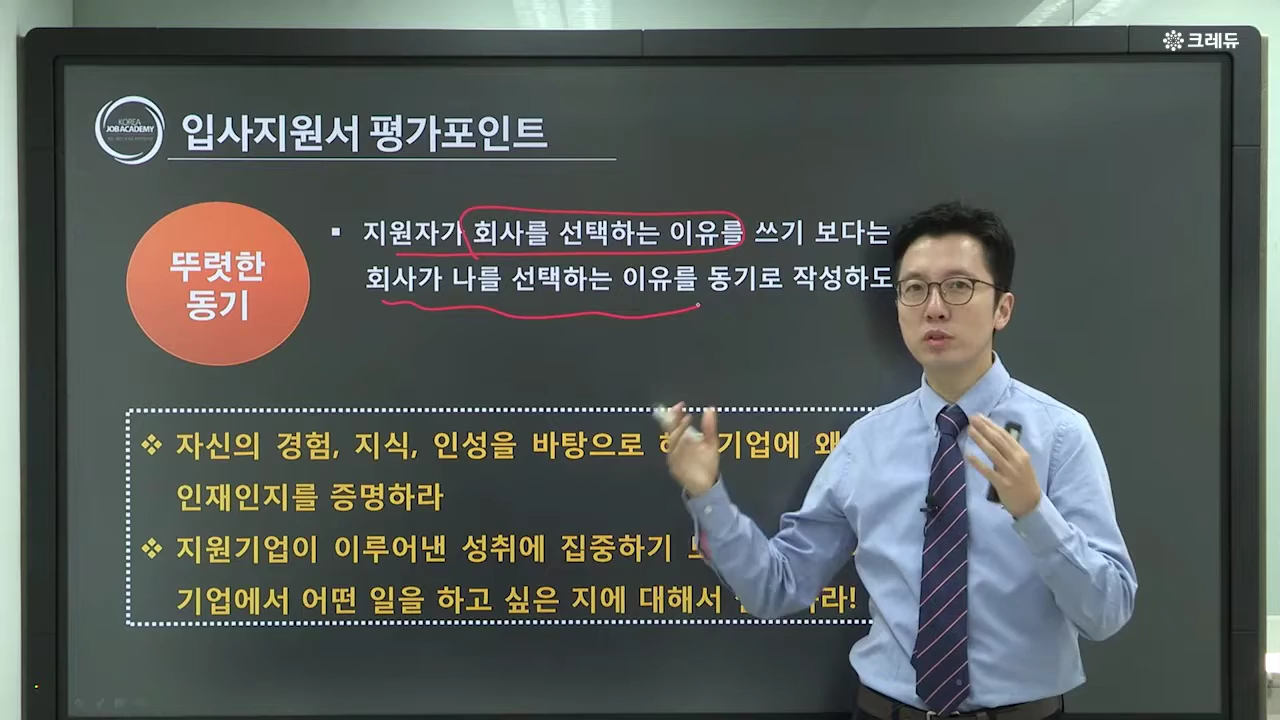 크레듀
KOREA
JOB ACADEMY
입사지원서 평가포인트
뚜렷한
동기
▪ 지원자가 회사를 선택하는 이유를 쓰기 보다는
회사가 나를 선택하는 이유를 동기로 작성하도
❖ 자신의 경험, 지식, 인성을 바탕으로 기업에 왜
인재인지를 증명하라
❖ 지원기업이 이루어낸 성취에 집중하기
기업에서 어떤 일을 하고 싶은 지에 대해서